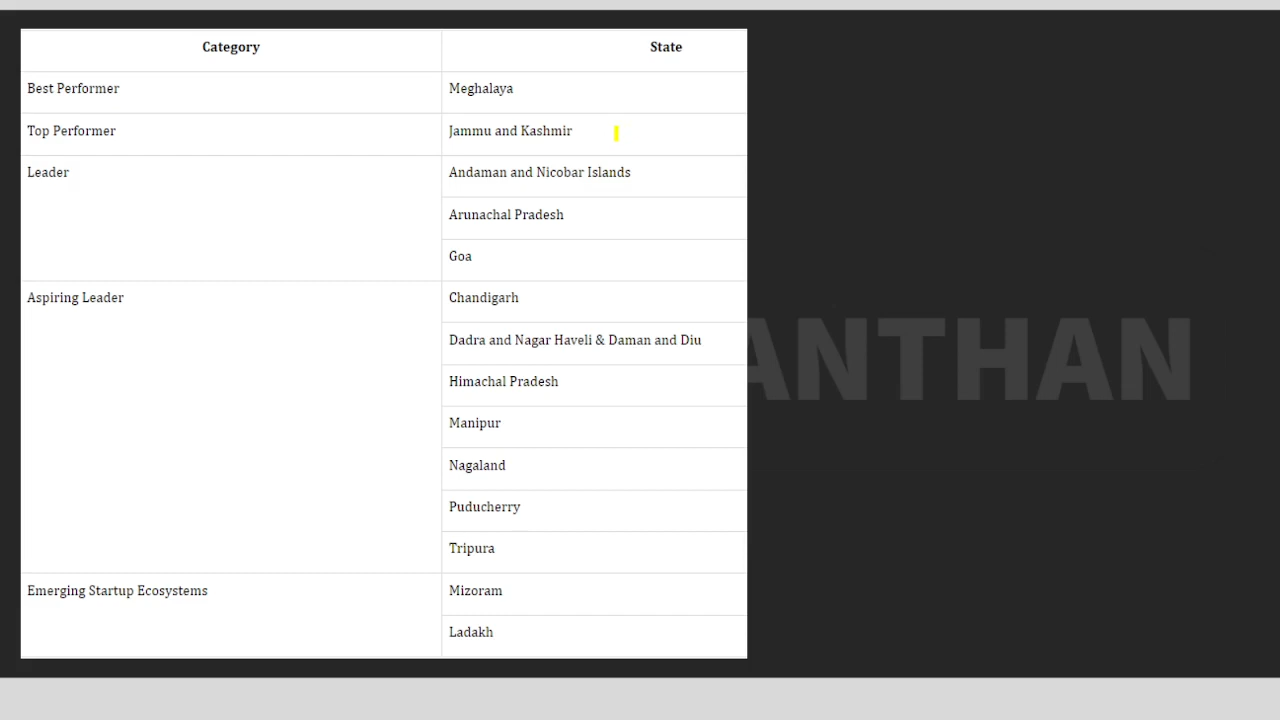 Category State
Best Performer Meghalaya
Top Performer Jammu and Kashmir
Leader Andaman and Nicobar Islands
Arunachal Pradesh
Goa
Aspiring Leader Chandigarh
Dadra and Nagar Haveli & Daman and Diu
Himachal Pradesh
Manipur
Nagaland
Puducherry
Tripura
Emerging Startup Ecosystems Mizoram
Ladakh
ANTHAN